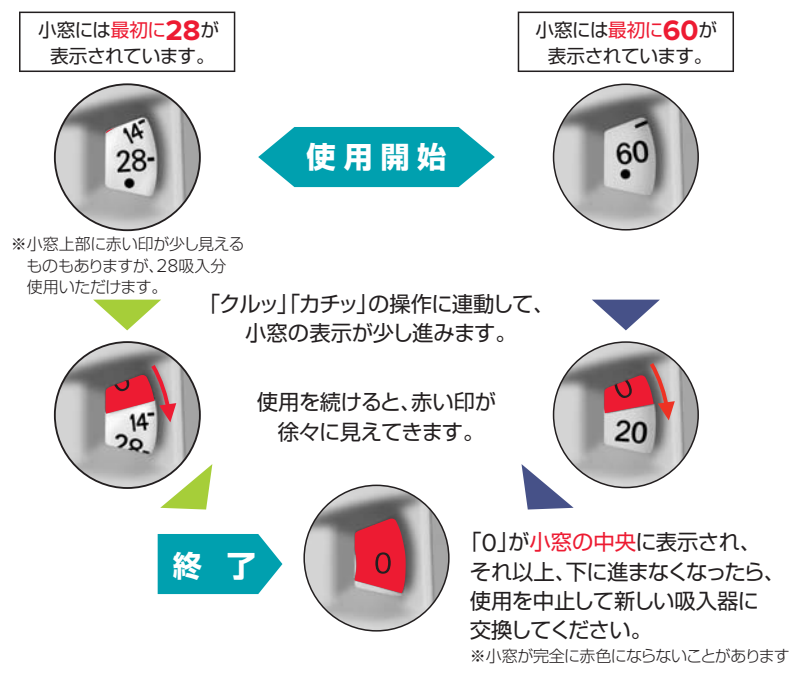 小窓には最初に28が
表示されています。
小窓には最初に60が
表示されています。
14-
28-
使用開始
60
※小窓上部に赤い印が少し見える
ものもありますが、28吸入分
使用いただけます。
「クルッ」「カチッ」の操作に連動して、
小窓の表示が少し進みます。
0
14-
28-
使用を続けると、赤い印が
徐々に見えてきます。
0
20
終了
0
「0」が小窓の中央に表示され、
それ以上、下に進まなくなったら、
使用を中止して新しい吸入器に
交換してください。
※小窓が完全に赤色にならないことがあります